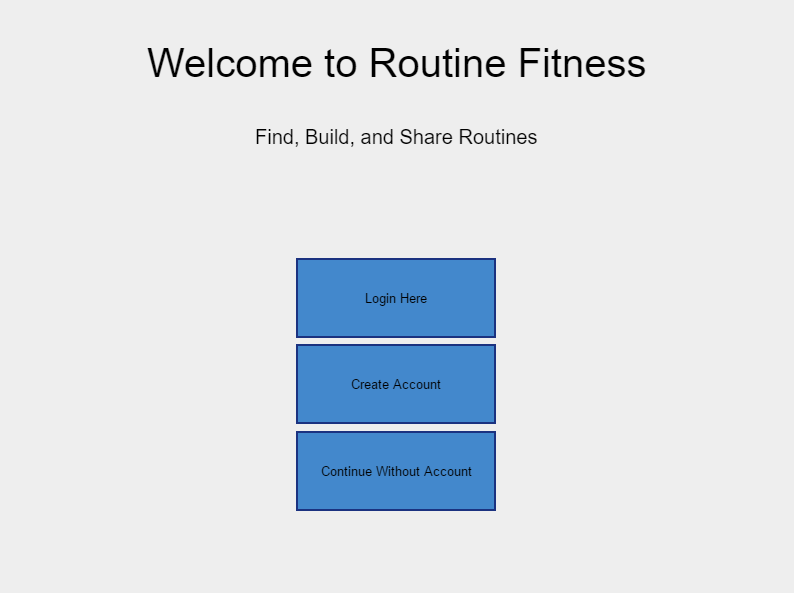 Welcome to Routine Fitness
Find, Build, and Share Routines
Login Here
Create Account
Continue Without Account